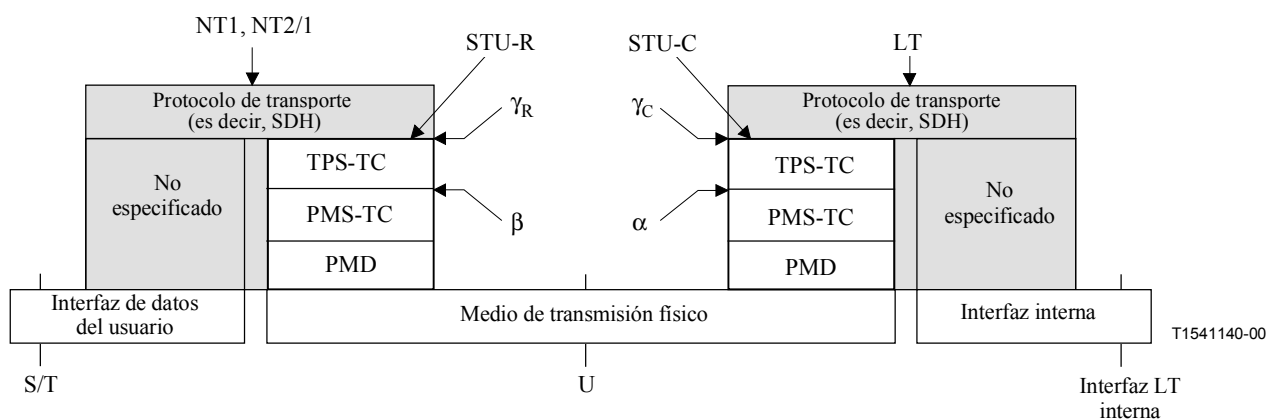 NT1, NT2/1
STU-R
STU-C
LT
Protocolo de transporte
(es decir, SDH)
γR
γC
Protocolo de transporte
(es decir, SDH)
No
especificado
TPS-TC
PMS-TC
PMD
β
α
TPS-TC
PMS-TC
PMD
No
especificado
Interfaz de datos
del usuario
Medio de transmisión físico
Interfaz interna
T1541140-00
S/T
U
Interfaz LT
interna